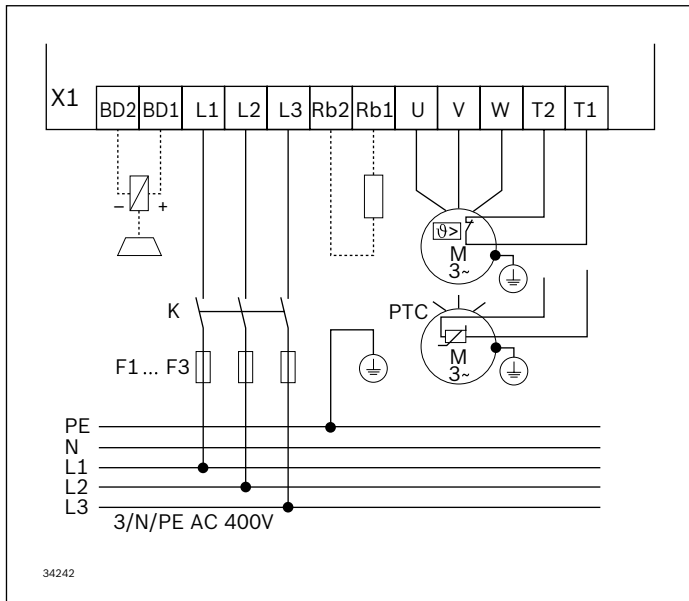 X1
BD2 BD1 L1 L2 L3 Rb2 Rb1 U V W T2 T1
− +
ϑ>
M
3~
K
PTC
F1 ... F3
M
3~
PE
N
L1
L2
L3
3/N/PE AC 400V
34242